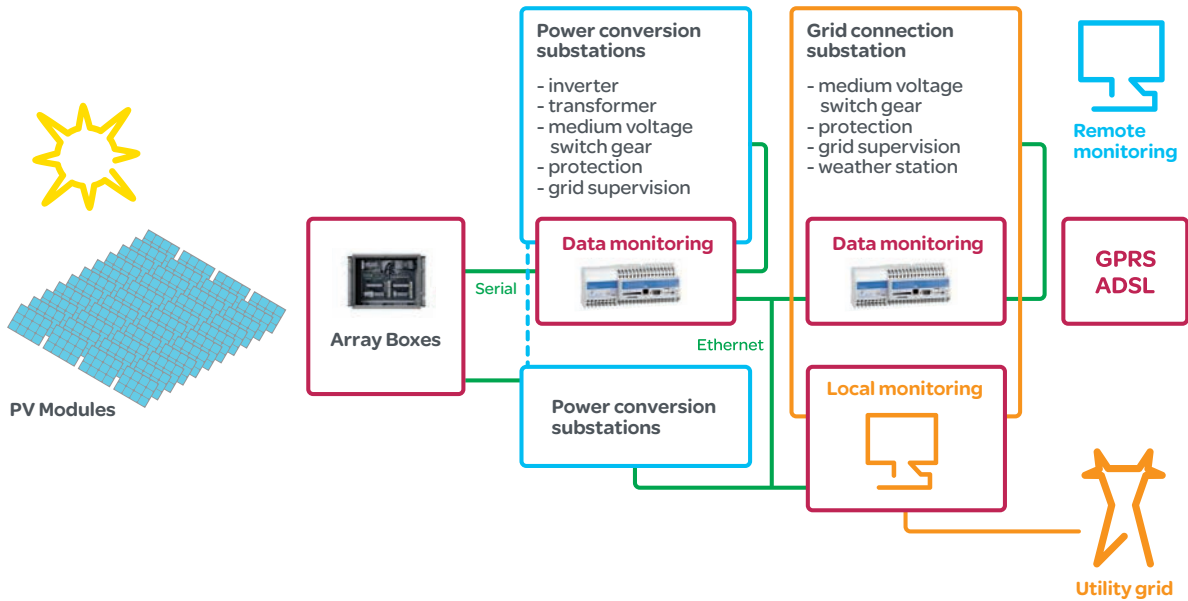 Power conversion
substations
- inverter
- transformer
- medium voltage
switch gear
- protection
- grid supervision
Grid connection
substation
- medium voltage
switch gear
- protection
- grid supervision
- weather station
Remote
monitoring
Data monitoring
Data monitoring
GPRS
ADSL
Serial
Array Boxes
Ethernet
PV Modules
Power conversion
substations
Local monitoring
Utility grid